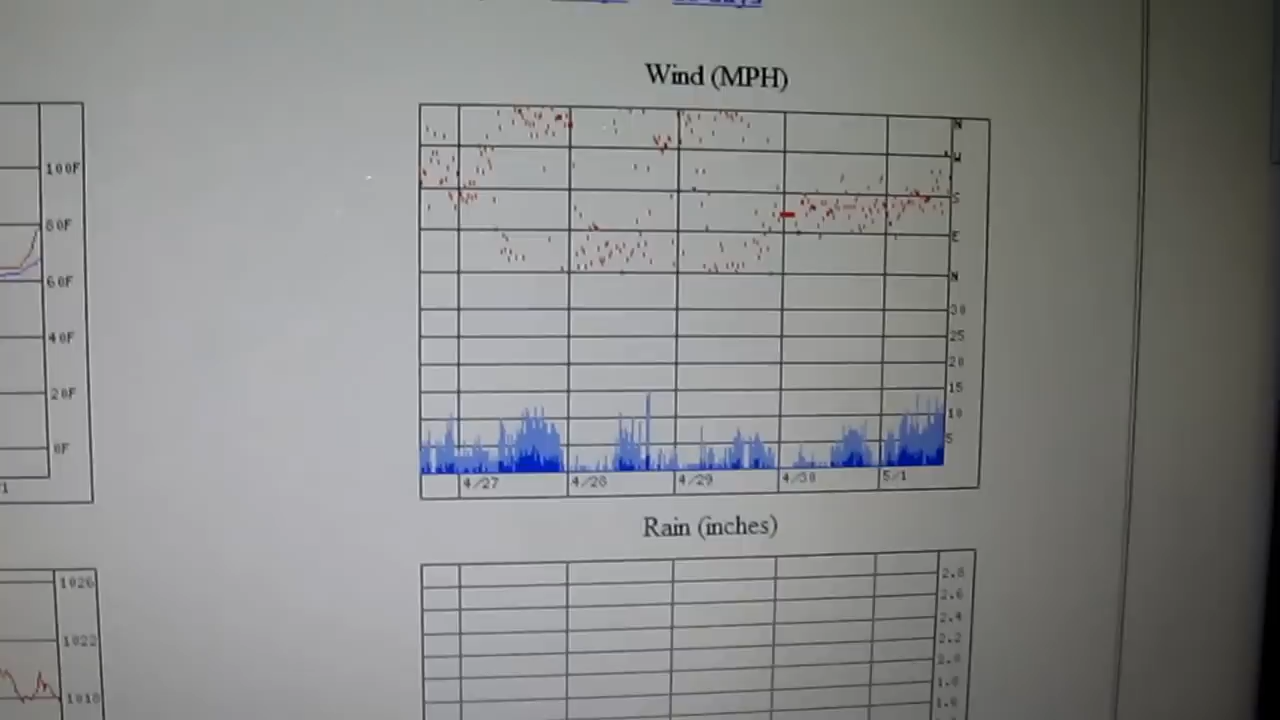 Wind (MPH)
N
W
S
E
N
30
25
20
15
10
5
4/27
4/28
4/29
4/30
5/1
100F
80F
60F
40F
20F
0F
Rain (inches)
2.8
2.6
2.4
2.2
2.0
1.8
1.6
1026
1022
1018